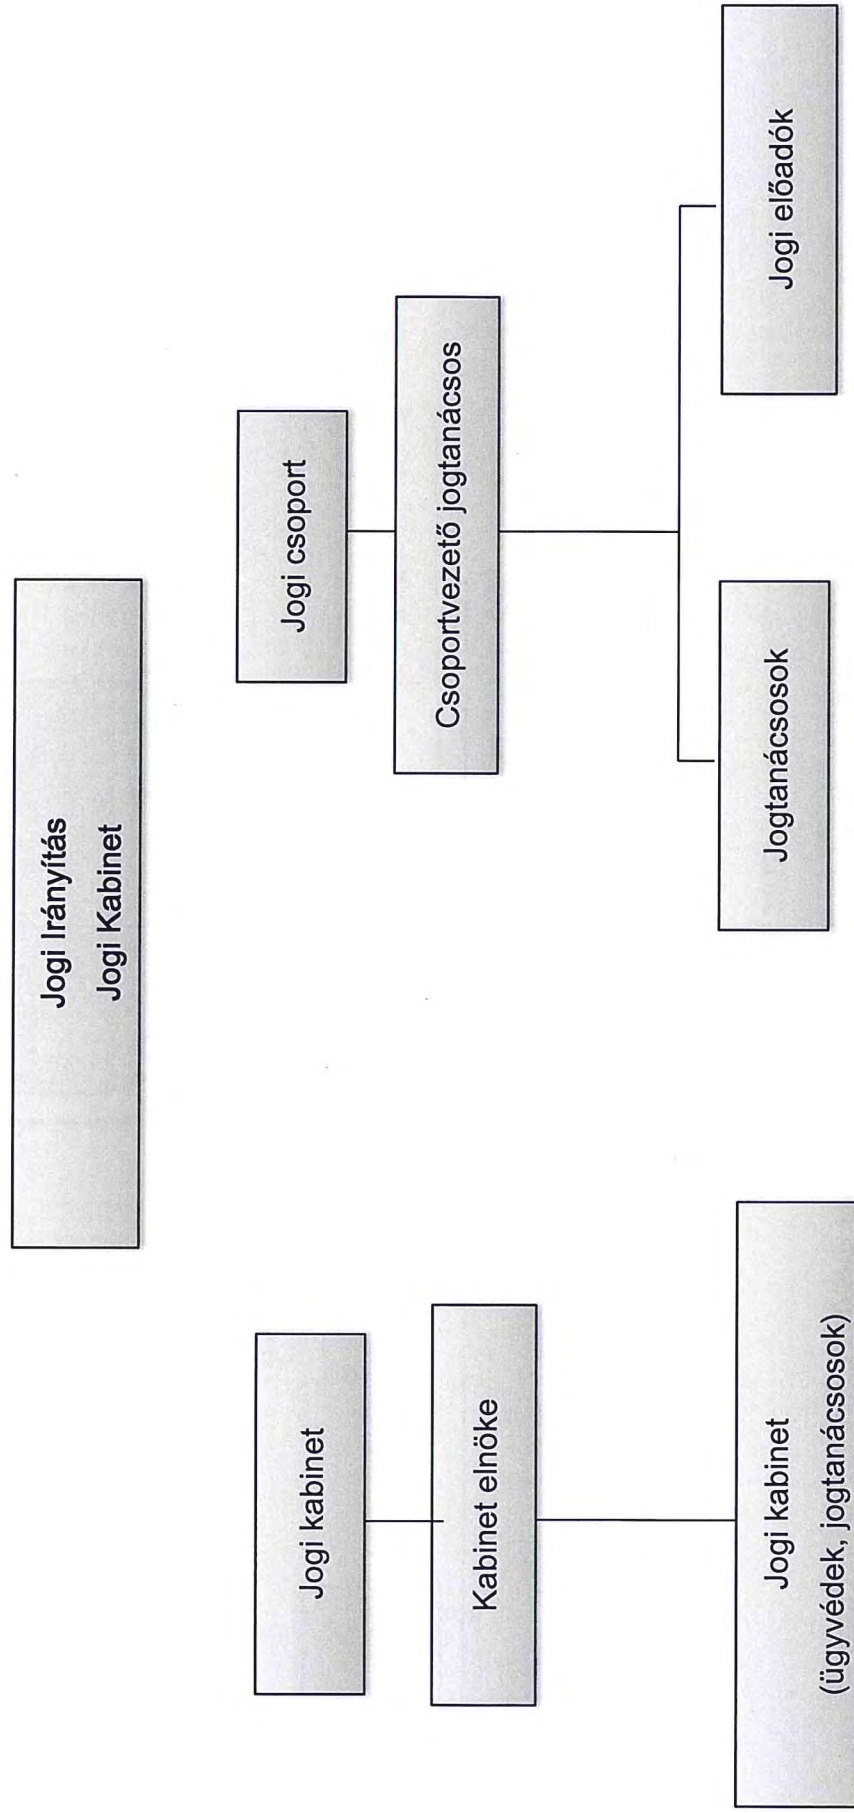 Jogi Irányítás
Jogi Kabinet
Jogi kabinet
Kabinet elnöke
Jogi kabinet
(ügyvédek, jogtanácsosok)
Jogi csoport
Csoportvezető jogtanácsos
Jogtanácsosok
Jogi előadók